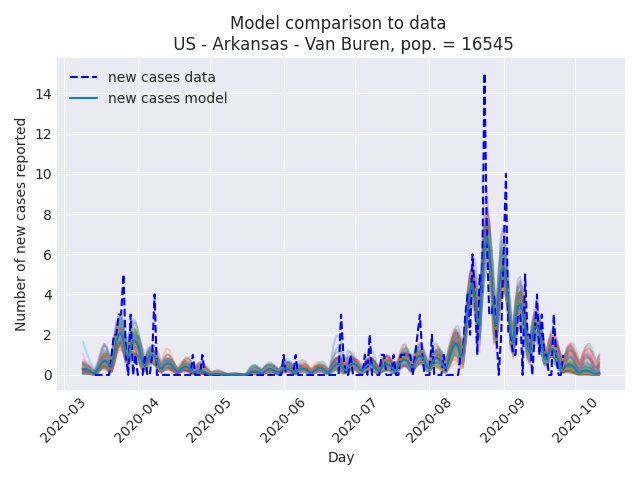 Model comparison to data
US - Arkansas - Van Buren, pop. = 16545
new cases data
new cases model
Number of new cases reported
14
12
10
8
6
4
2
0
2020-03
2020-04
2020-05
2020-06
2020-07
2020-08
2020-09
2020-10
Day